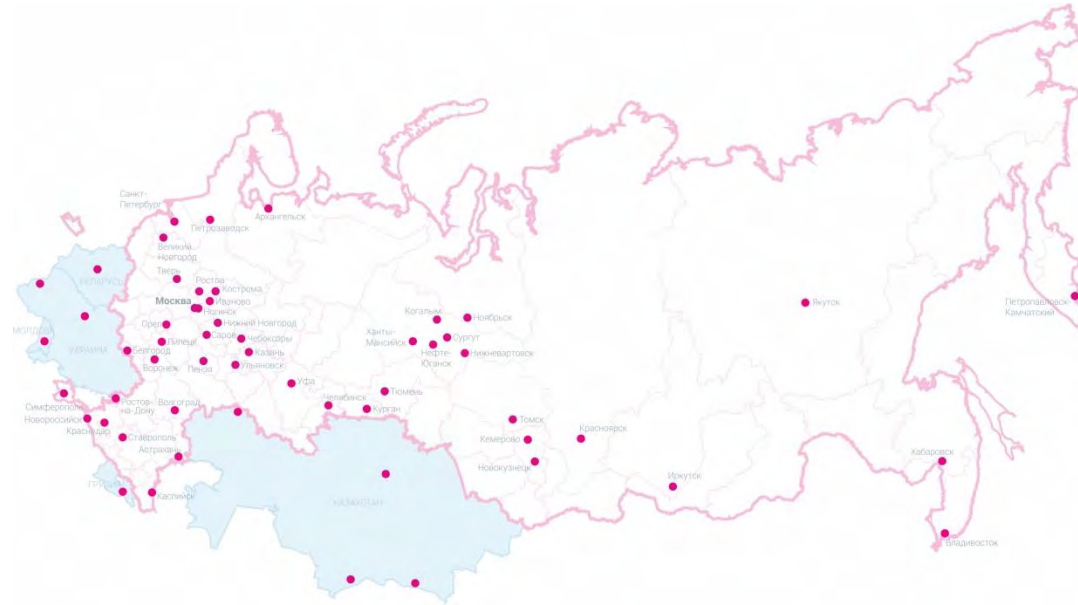 Санкт-
Петербург
Петрозаводск
Архангельск
Великий
Новгород
Тверь
БЕЛАРУСЬ
Ростов
Кострома
Москва
Иваново
Ногинск
Орел
Нижний Новгород
МОЛДОВА
УКРАИНА
Липецк
Саров
Чебоксары
Белгород
Казань
Воронеж
Пенза
Ульяновск
Когалым
Ноябрьск
Ханты-
Мансийск
Сургут
Нефте-
Юганск
Нижневартовск
Якутск
Петропавловск-
Камчатский
Уфа
Тюмень
Челябинск
Курган
Симферополь
Ростов-
на-Дону
Волгоград
Новороссийск
Краснодар
Ставрополь
Астрахань
ГРУЗИЯ
Каспийск
КАЗАХСТАН
Томск
Красноярск
Кемерово
Новокузнецк
Иркутск
Хабаровск
Владивосток